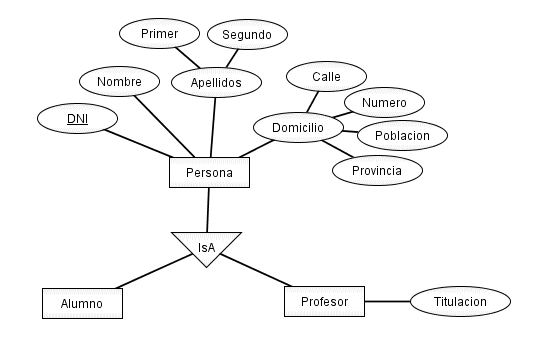 Primer
Segundo
Nombre
Apellidos
Calle
Numero
DNI
Domicilio
Poblacion
Persona
Provincia
IsA
Alumno
Profesor
Titulacion